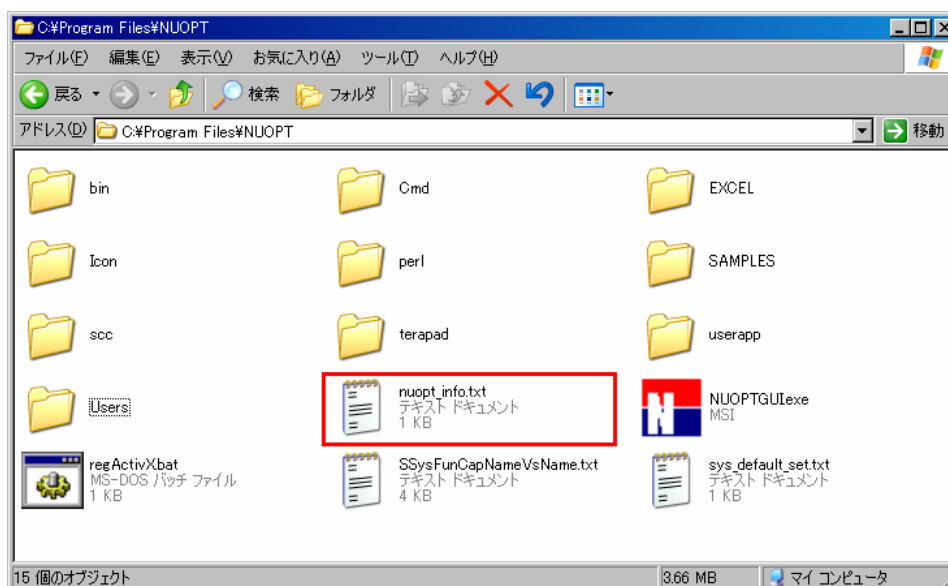 C:¥Program Files¥NUOPT
ファイル(F) 編集(E) 表示(V) お気に入り(A) ツール(T) ヘルプ(H)
戻る 検索 フォルダ
アドレス(D) C:¥Program Files¥NUOPT 移動
bin
Cmd
EXCEL
Icon
perl
SAMPLES
scc
terapad
userapp
Users
nuopt_info.txt
テキスト ドキュメント
1 KB
NUOPTGUIexe
MSI
regActivXbat
MS-DOS バッチ ファイル
1 KB
SSysFunCapNameVsName.txt
テキスト ドキュメント
4 KB
sys_default_set.txt
テキスト ドキュメント
1 KB
15 個のオブジェクト 3.66 MB マイ コンピュータ